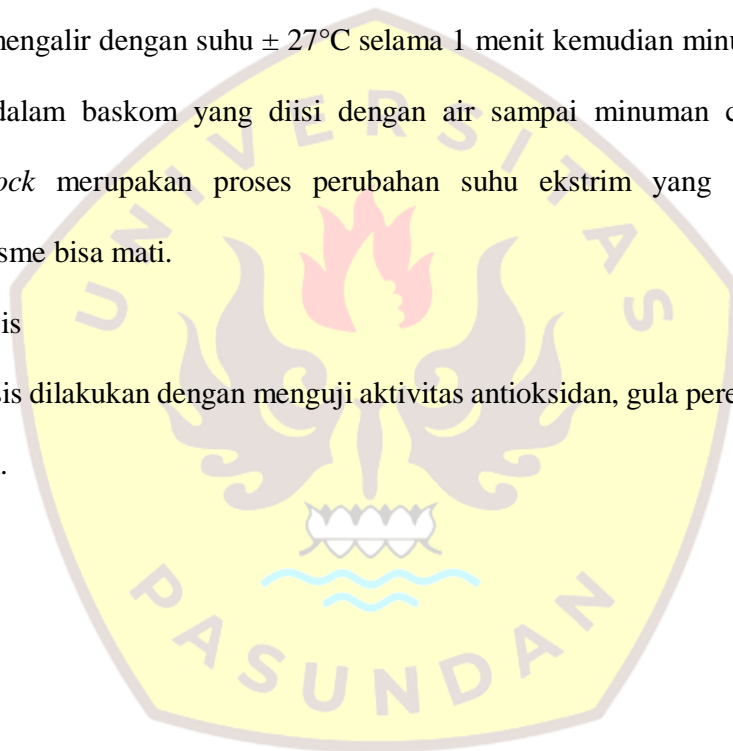 mengalir dengan suhu ± 27°C selama 1 menit kemudian minu
dalam baskom yang diisi dengan air sampai minuman
ock merupakan proses perubahan suhu ekstrim yang
sme bisa mati.
is
sis dilakukan dengan menguji aktivitas antioksidan, gula pere
UNIVERSITAS
PASUNDAN